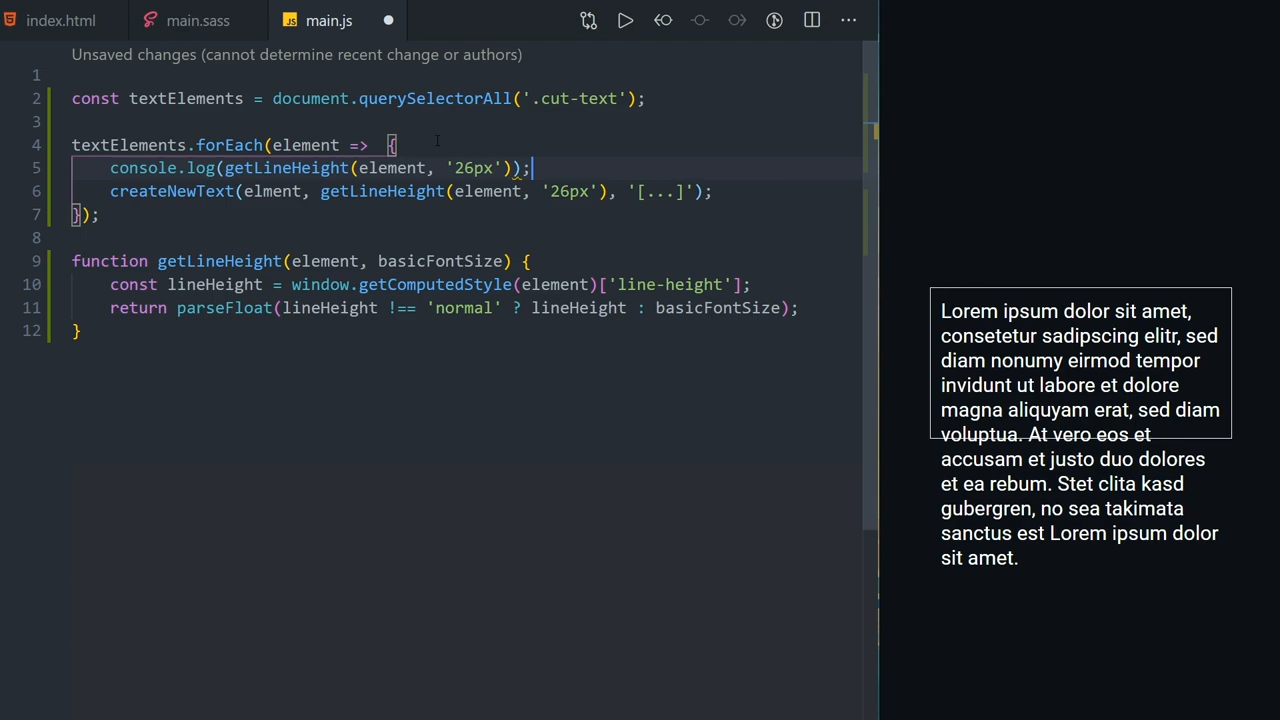 index.html
main.sass
JS main.js
Unsaved changes (cannot determine recent change or authors)
1
2 const textElements = document.querySelectorAll('.cut-text');
3
4 textElements.forEach(element =>  {
5 console.log(getLineHeight(element, '26px'));
6 createNewText(elment, getLineHeight(element, '26px'), '[...]');
7 });
8
9 function getLineHeight(element, basicFontSize) {
10 const lineHeight = window.getComputedStyle(element)['line-height'];
11 return parseFloat(lineHeight !== 'normal' ? lineHeight : basicFontSize);
12 }
Lorem ipsum dolor sit amet,
consetetur sadipscing elitr, sed
diam nonumy eirmod tempor
invidunt ut labore et dolore
magna aliquyam erat, sed diam
voluptua. At vero eos et
accusam et justo duo dolores
et ea rebum. Stet clita kasd
gubergren, no sea takimata
sanctus est Lorem ipsum dolor
sit amet.